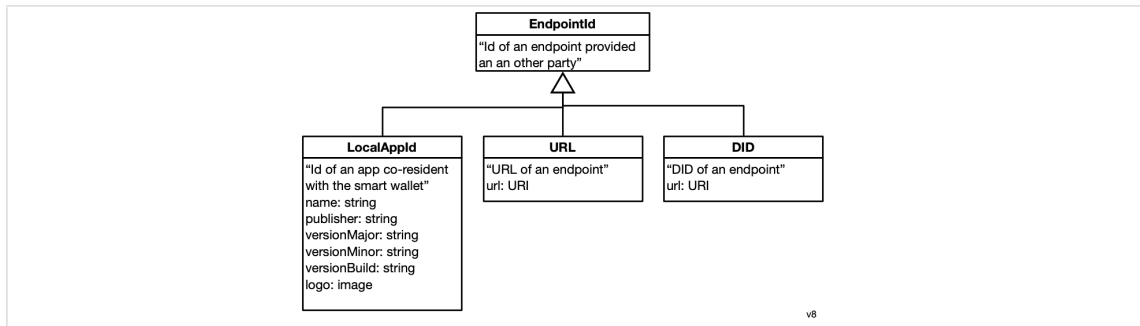 EndpointId
“Id of an endpoint provided
an an other party”
LocalAppId
“Id of an app co-resident
with the smart wallet”
name: string
publisher: string
versionMajor: string
versionMinor: string
versionBuild: string
logo: image
URL
“URL of an endpoint”
url: URI
DID
“DID of an endpoint”
url: URI
v8